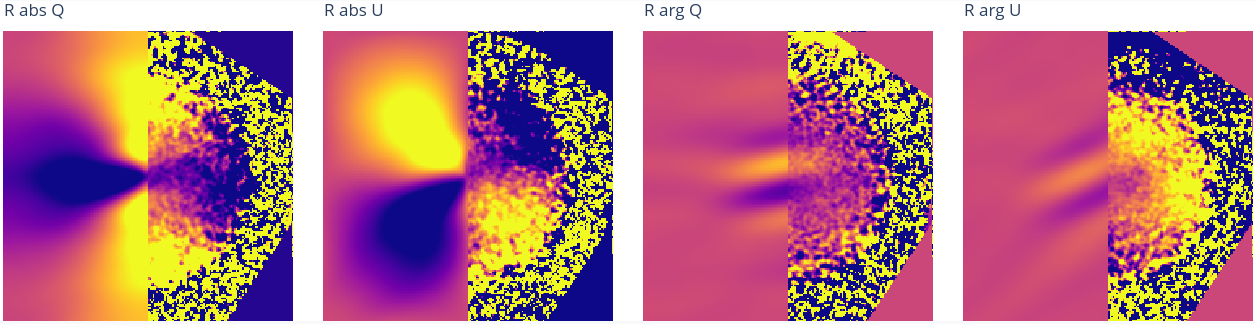 R abs Q
R abs U
R arg Q
R arg U